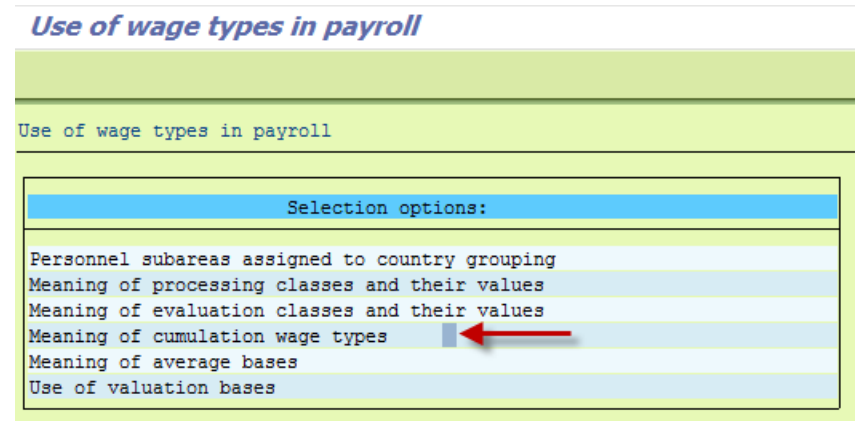 Use of wage types in payroll
Use of wage types in payroll
Selection options:
Personnel subareas assigned to country grouping
Meaning of processing classes and their values
Meaning of evaluation classes and their values
Meaning of cumulation wage types
Meaning of average bases
Use of valuation bases